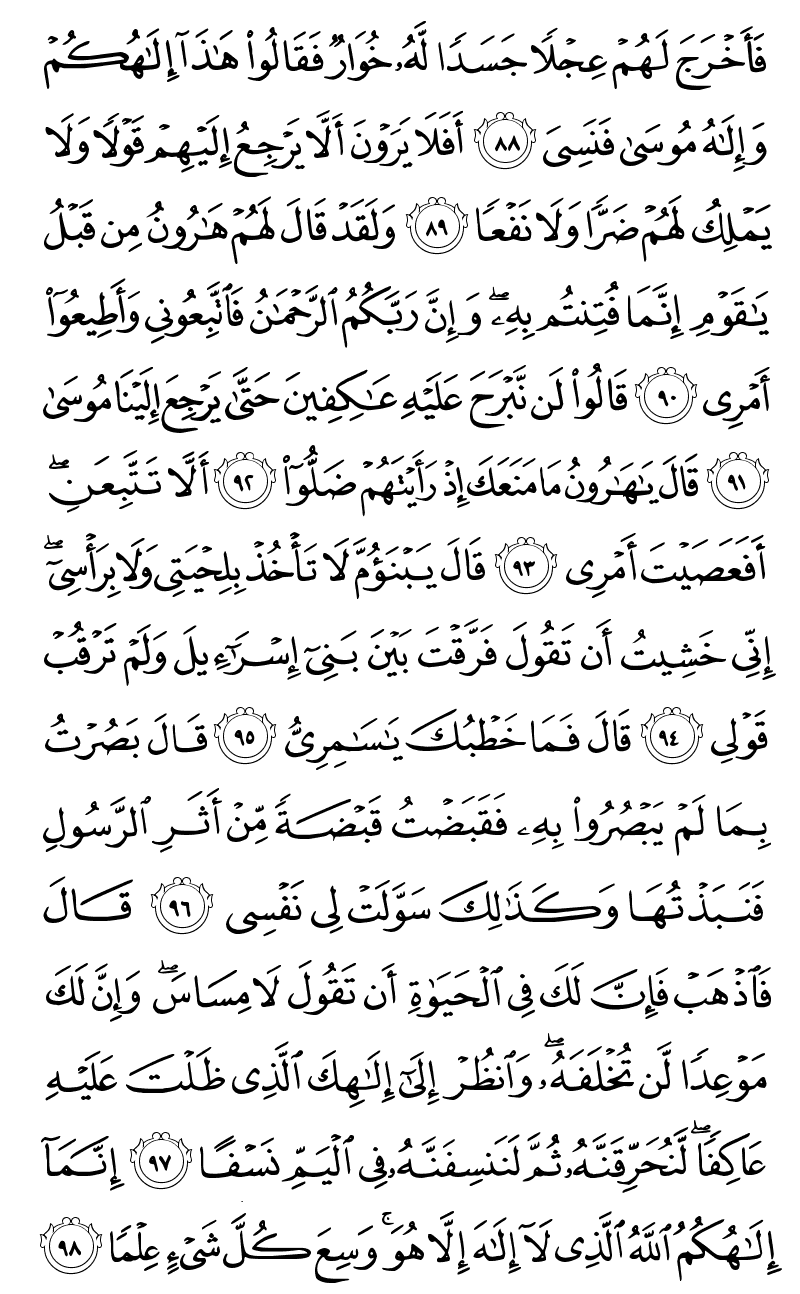 فَأَخْرَجَ لَهُمْ عِجْلًا جَسَدًا لَّهُۥ خُوَارٌ فَقَالُوا۟ هَٰذَآ إِلَٰهُكُمْ
وَإِلَٰهُ مُوسَىٰ فَنَسِىَ ٨٨ أَفَلَا يَرَوْنَ أَلَّا يَرْجِعُ إِلَيْهِمْ قَوْلًا وَلَا
يَمْلِكُ لَهُمْ ضَرًّا وَلَا نَفْعًا ٨٩ وَلَقَدْ قَالَ لَهُمْ هَٰرُونُ مِن قَبْلُ
يَٰقَوْمِ إِنَّمَا فُتِنتُم بِهِۦ ۖ وَإِنَّ رَبَّكُمُ ٱلرَّحْمَٰنُ فَٱتَّبِعُونِى وَأَطِيعُوٓا۟
أَمْرِى ٩٠ قَالُوا۟ لَن نَّبْرَحَ عَلَيْهِ عَٰكِفِينَ حَتَّىٰ يَرْجِعَ إِلَيْنَا مُوسَىٰ
٩١ قَالَ يَٰهَٰرُونُ مَا مَنَعَكَ إِذْ رَأَيْتَهُمْ ضَلُّوٓا۟ ٩٢ أَلَّا تَتَّبِعَنِ ۖ
أَفَعَصَيْتَ أَمْرِى ٩٣ قَالَ يَبْنَؤُمَّ لَا تَأْخُذْ بِلِحْيَتِى وَلَا بِرَأْسِىٓ ۖ
إِنِّى خَشِيتُ أَن تَقُولَ فَرَّقْتَ بَيْنَ بَنِىٓ إِسْرَٰٓءِيلَ وَلَمْ تَرْقُبْ
قَوْلِى ٩٤ قَالَ فَمَا خَطْبُكَ يَٰسَٰمِرِىُّ ٩٥ قَالَ بَصُرْتُ
بِمَا لَمْ يَبْصُرُوا۟ بِهِۦ فَقَبَضْتُ قَبْضَةً مِّنْ أَثَرِ ٱلرَّسُولِ
فَنَبَذْتُهَا وَكَذَٰلِكَ سَوَّلَتْ لِى نَفْسِى ٩٦ قَالَ
فَٱذْهَبْ فَإِنَّ لَكَ فِى ٱلْحَيَوٰةِ أَن تَقُولَ لَا مِسَاسَ ۖ وَإِنَّ لَكَ
مَوْعِدًا لَّن تُخْلَفَهُۥ ۖ وَٱنظُرْ إِلَىٰٓ إِلَٰهِكَ ٱلَّذِى ظَلْتَ عَلَيْهِ
عَاكِفًا ۖ لَّنُحَرِّقَنَّهُۥ ثُمَّ لَنَنسِفَنَّهُۥ فِى ٱلْيَمِّ نَسْفًا ٩٧ إِنَّمَآ
إِلَٰهُكُمُ ٱللَّهُ ٱلَّذِى لَآ إِلَٰهَ إِلَّا هُوَ ۚ وَسِعَ كُلَّ شَىْءٍ عِلْمًا ٩٨